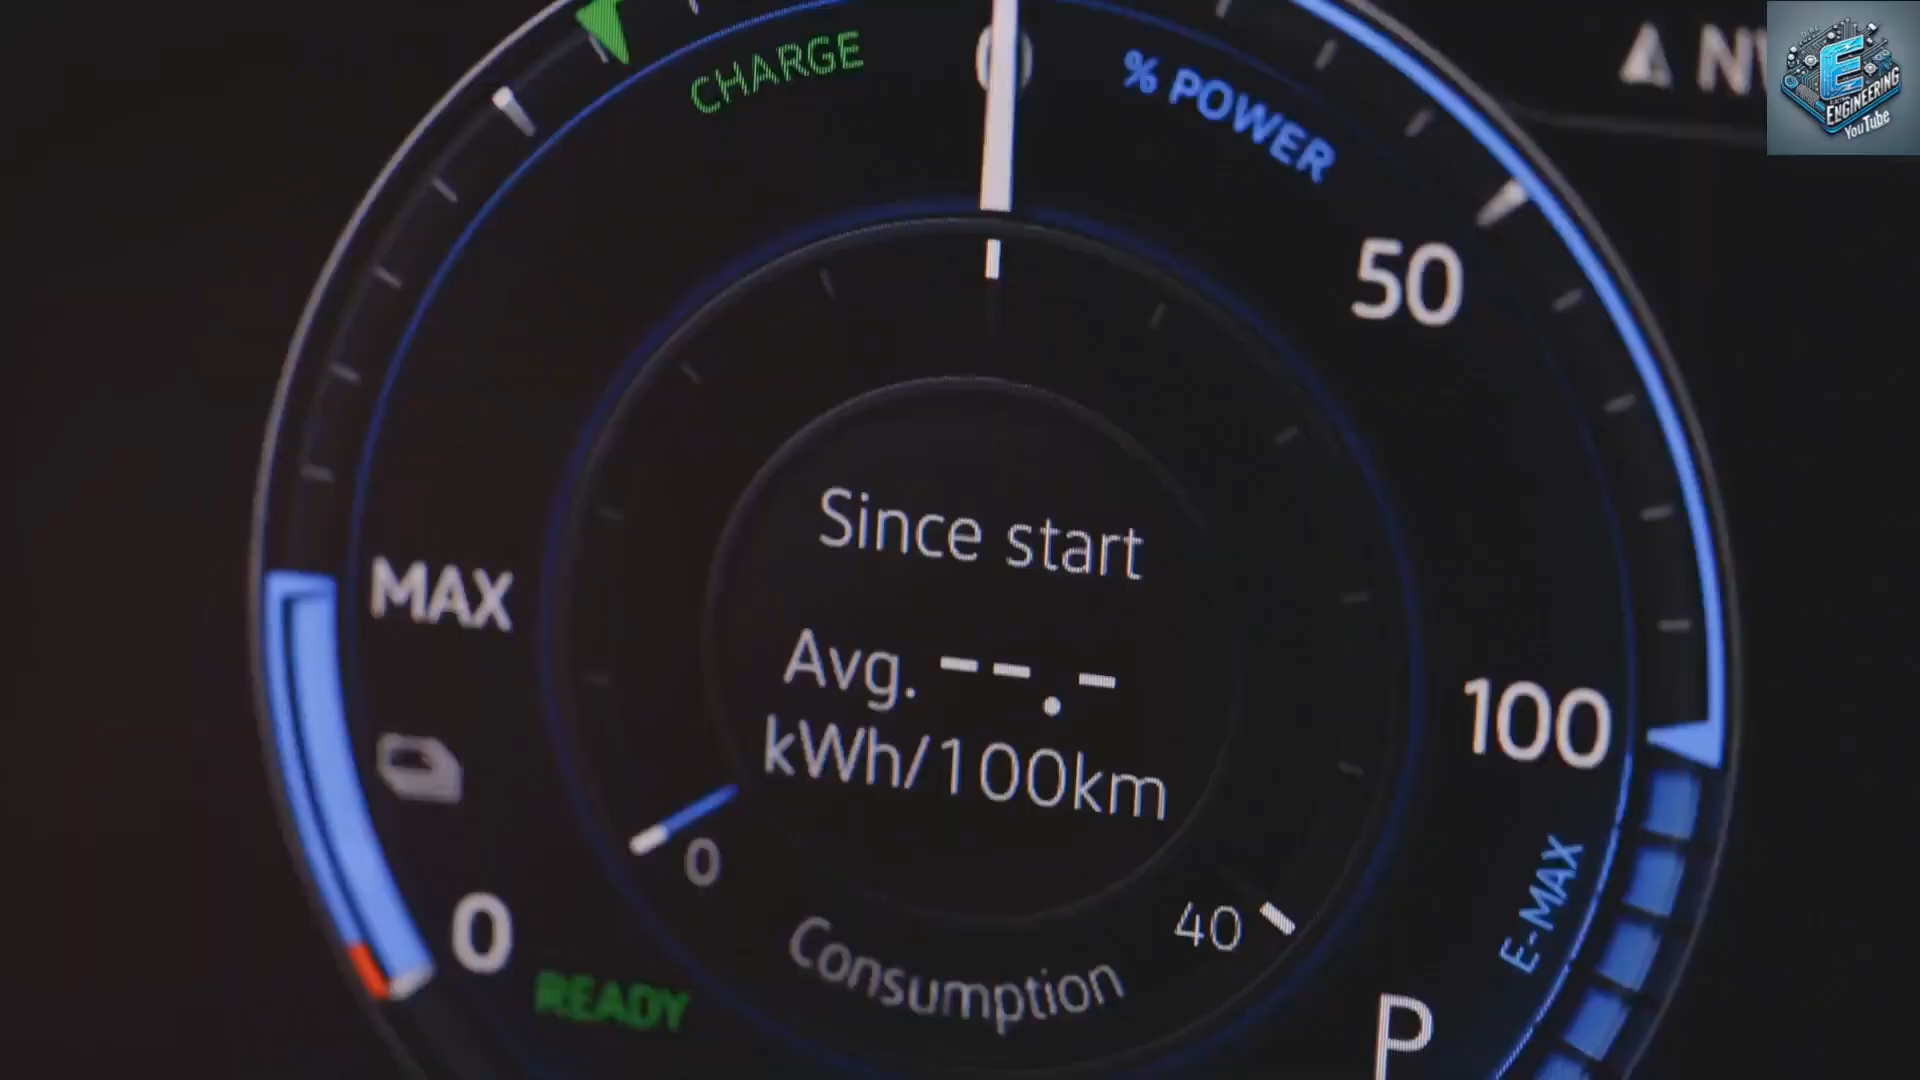 CHARGE
0
% POWER
N
E
ENGINEERING
YouTube
50
Since start
MAX
Avg. --.-
kWh/100km
100
0
0
40
Consumption
E-MAX
READY
P